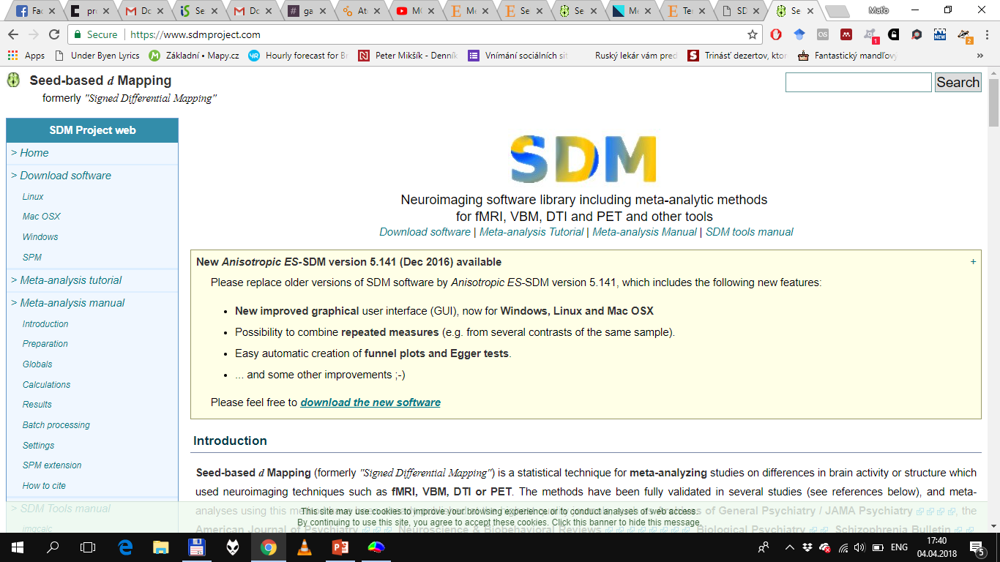 Fac
pro
Do
Se
Do
ga
At
MO
Me
Se
Se
Me
Te
SD
Se
Maťo
Secure
https://www.sdmproject.com
1
NEW
2
Apps
Under Byen Lyrics
Základní • Mapy.cz
Hourly forecast for Br
Peter Mikšík - Denník
Vnímání sociálních sit
Ruský lekár vám pred
Trinásť dezertov, ktor
Fantastický mandľový
»
Seed-based d Mapping
formerly "Signed Differential Mapping"
Search
SDM Project web
> Home
> Download software
Linux
Mac OSX
Windows
SPM
> Meta-analysis tutorial
> Meta-analysis manual
Introduction
Preparation
Globals
Calculations
Results
Batch processing
Settings
SPM extension
How to cite
> SDM Tools manual
imgcalc
SDM
Neuroimaging software library including meta-analytic methods
for fMRI, VBM, DTI and PET and other tools
Download software | Meta-analysis Tutorial | Meta-analysis Manual | SDM tools manual
New Anisotropic ES-SDM version 5.141 (Dec 2016) available
+
Please replace older versions of SDM software by Anisotropic ES-SDM version 5.141, which includes the following new features:
• New improved graphical user interface (GUI), now for Windows, Linux and Mac OSX
• Possibility to combine repeated measures (e.g. from several contrasts of the same sample).
• Easy automatic creation of funnel plots and Egger tests.
• ... and some other improvements ;-)
Please feel free to download the new software
Introduction
Seed-based d Mapping (formerly "Signed Differential Mapping") is a statistical technique for meta-analyzing studies on differences in brain activity or structure which
used neuroimaging techniques such as fMRI, VBM, DTI or PET. The methods have been fully validated in several studies (see references below), and meta-
analyses using this me
of General Psychiatry / JAMA Psychiatry
, the
American Journal of Psychiatry
Neuroscience & Biobehavioral Reviews
Biological Psychiatry
, Schizophrenia Bulletin
This site may use cookies to improve your browsing experience or to conduct analyses of web access.
By continuing to use this site, you agree to accept these cookies. Click this banner to hide this message.
ENG
17:40
04.04.2018
5